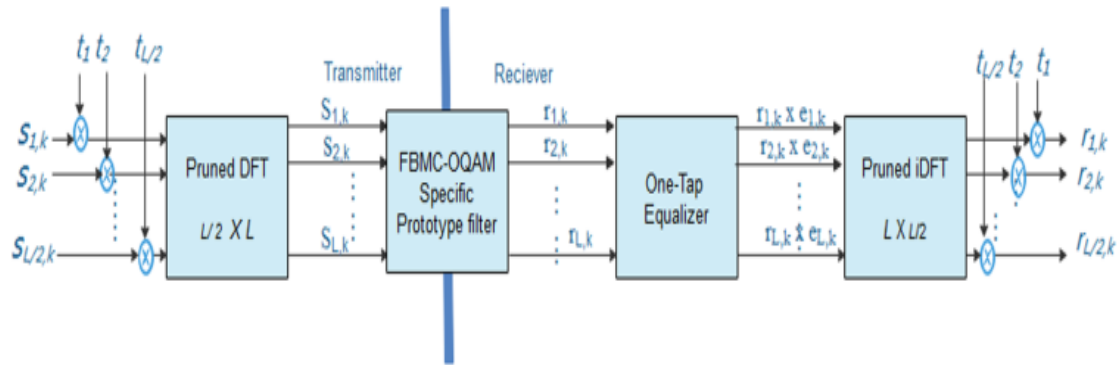 t1 t2 tL/2
Transmitter
Reciever
tL/2 t2 t1
S1,k
S2,k
SL/2,k
Pruned DFT
L/2 X L
S1,k
S2,k
SL,k
FBMC-OQAM
Specific
Prototype filter
r1,k
r2,k
rL,k
One-Tap
Equalizer
r1,k x e1,k
r2,k x e2,k
rL,k x eL,k
Pruned iDFT
L X L/2
r1,k
r2,k
rL/2,k